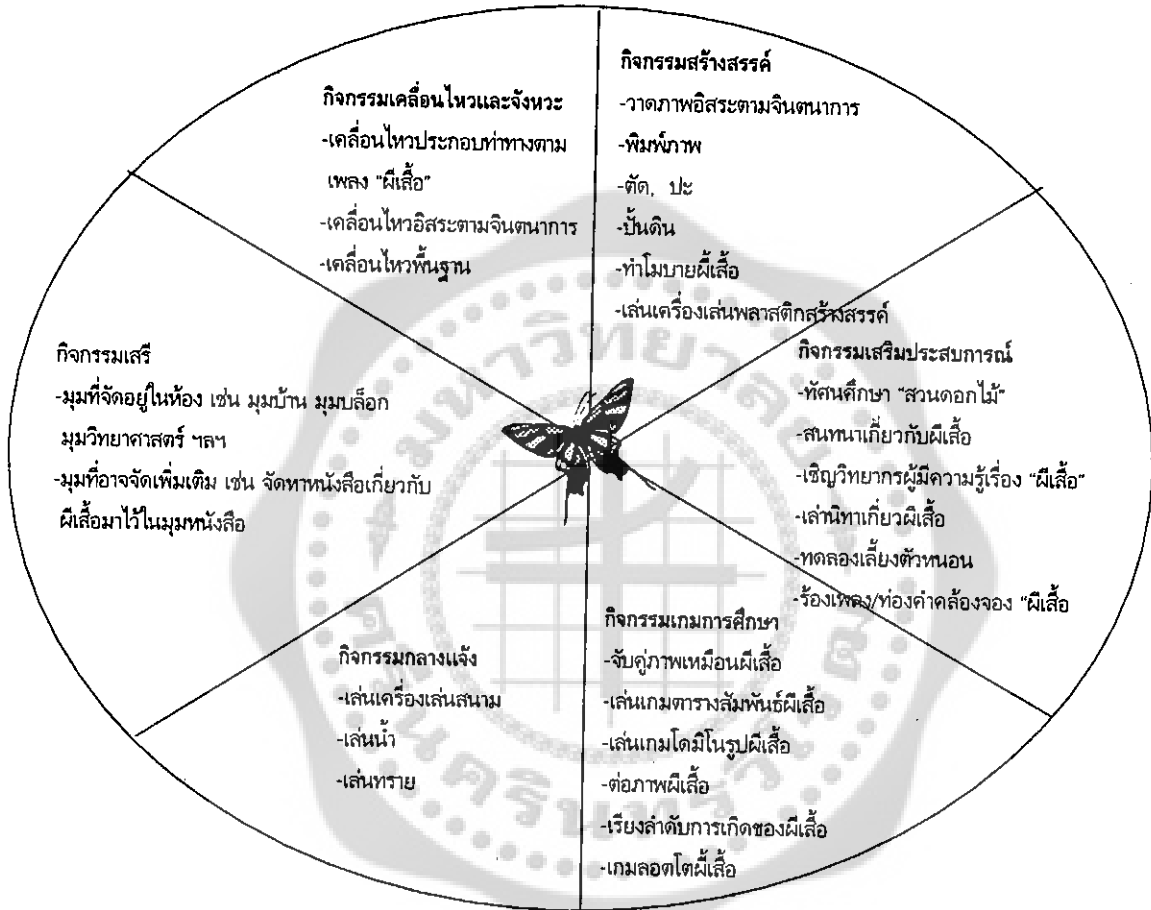 กิจกรรมสร้างสรรค์
-วาดภาพอิสระตามจินตนาการ
-พิมพ์ภาพ
-ตัด, ปะ
-ปั้นดิน
-ทำโมบายผี้เสื้อ
-เล่นเครื่องเล่นพลาสติกสร้างสรรค์
กิจกรรมเคลื่อนไหวและจังหวะ
-เคลื่อนไหวประกอบท่าทางตาม
เพลง "ผีเสื้อ"
-เคลื่อนไหวอิสระตามจินตนาการ
-เคลื่อนไหวพื้นฐาน
กิจกรรมเสรี
-มุมที่จัดอยู่ในห้อง เช่น มุมบ้าน มุมบล็อก
มุมวิทยาศาสตร์ ฯลฯ
-มุมที่อาจจัดเพิ่มเติม เช่น จัดหาหนังสือเกี่ยวกับ
ผีเสื้อมาไว้ในมุมหนังสือ
กิจกรรมเสริมประสบการณ์
-ทัศนศึกษา "สวนดอกไม้"
-สนทนาเกี่ยวกับผีเสื้อ
-เชิญวิทยากรผู้มีความรู้เรื่อง "ผีเสื้อ"
-เล่านิทาเกี่ยวผีเสื้อ
-ทดลองเลี้ยงตัวหนอน
-ร้องเพลง/ท่องคำคล้องจอง "ผีเสื้อ
กิจกรรมกลางแจ้ง
-เล่นเครื่องเล่นสนาม
-เล่นน้ำ
-เล่นทราย
กิจกรรมเกมการศึกษา
-จับคู่ภาพเหมือนผีเสื้อ
-เล่นเกมตารางสัมพันธ์ผีเสื้อ
-เล่นเกมโดมิโนรูปผีเสื้อ
-ต่อภาพผีเสื้อ
-เรียงลำดับการเกิดของผีเสื้อ
-เกมลอตโตผี้เสื้อ
มหาวิทยาลัย
ศรีนครินทรวิโรฒ